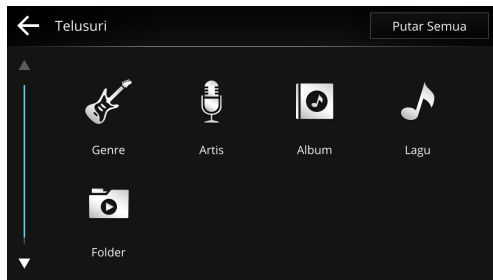 Telusuri
Putar Semua
Genre
Artis
Album
Lagu
Folder